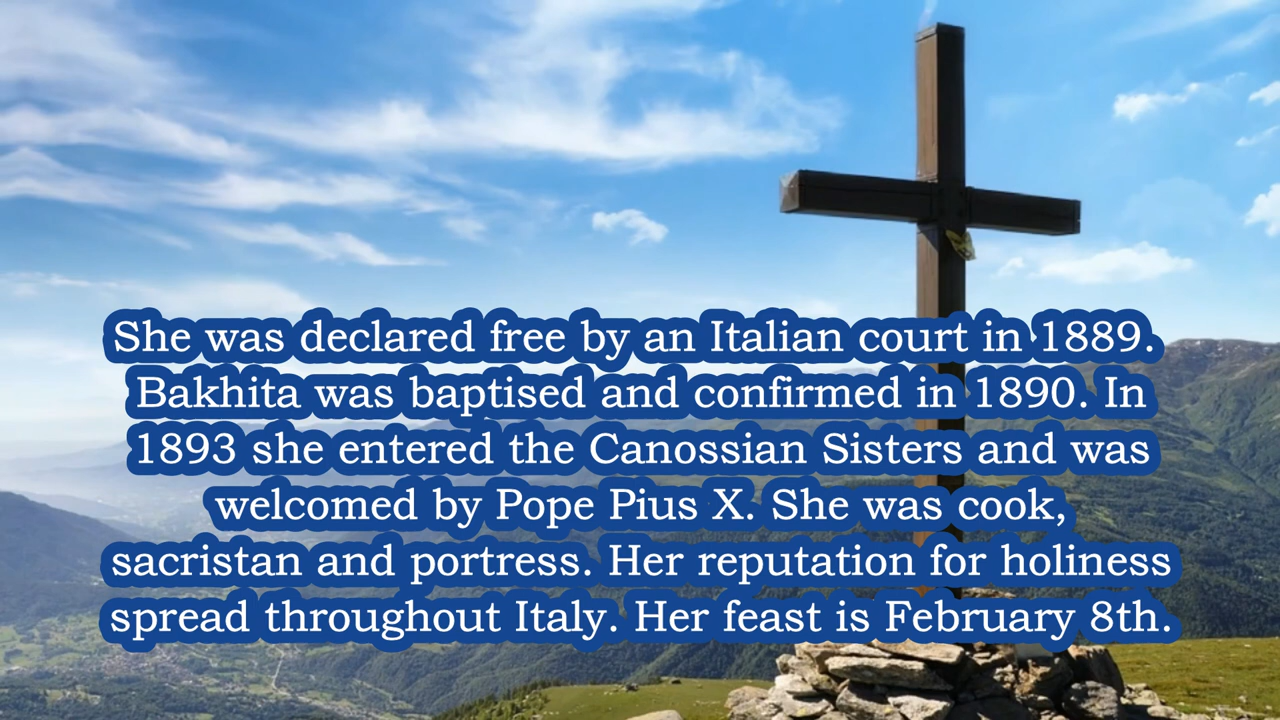 She was declared free by an Italian court in 1889.
Bakhita was baptised and confirmed in 1890. In
1893 she entered the Canossian Sisters and was
welcomed by Pope Pius X. She was cook,
sacristan and portress. Her reputation for holiness
spread throughout Italy. Her feast is February 8th.